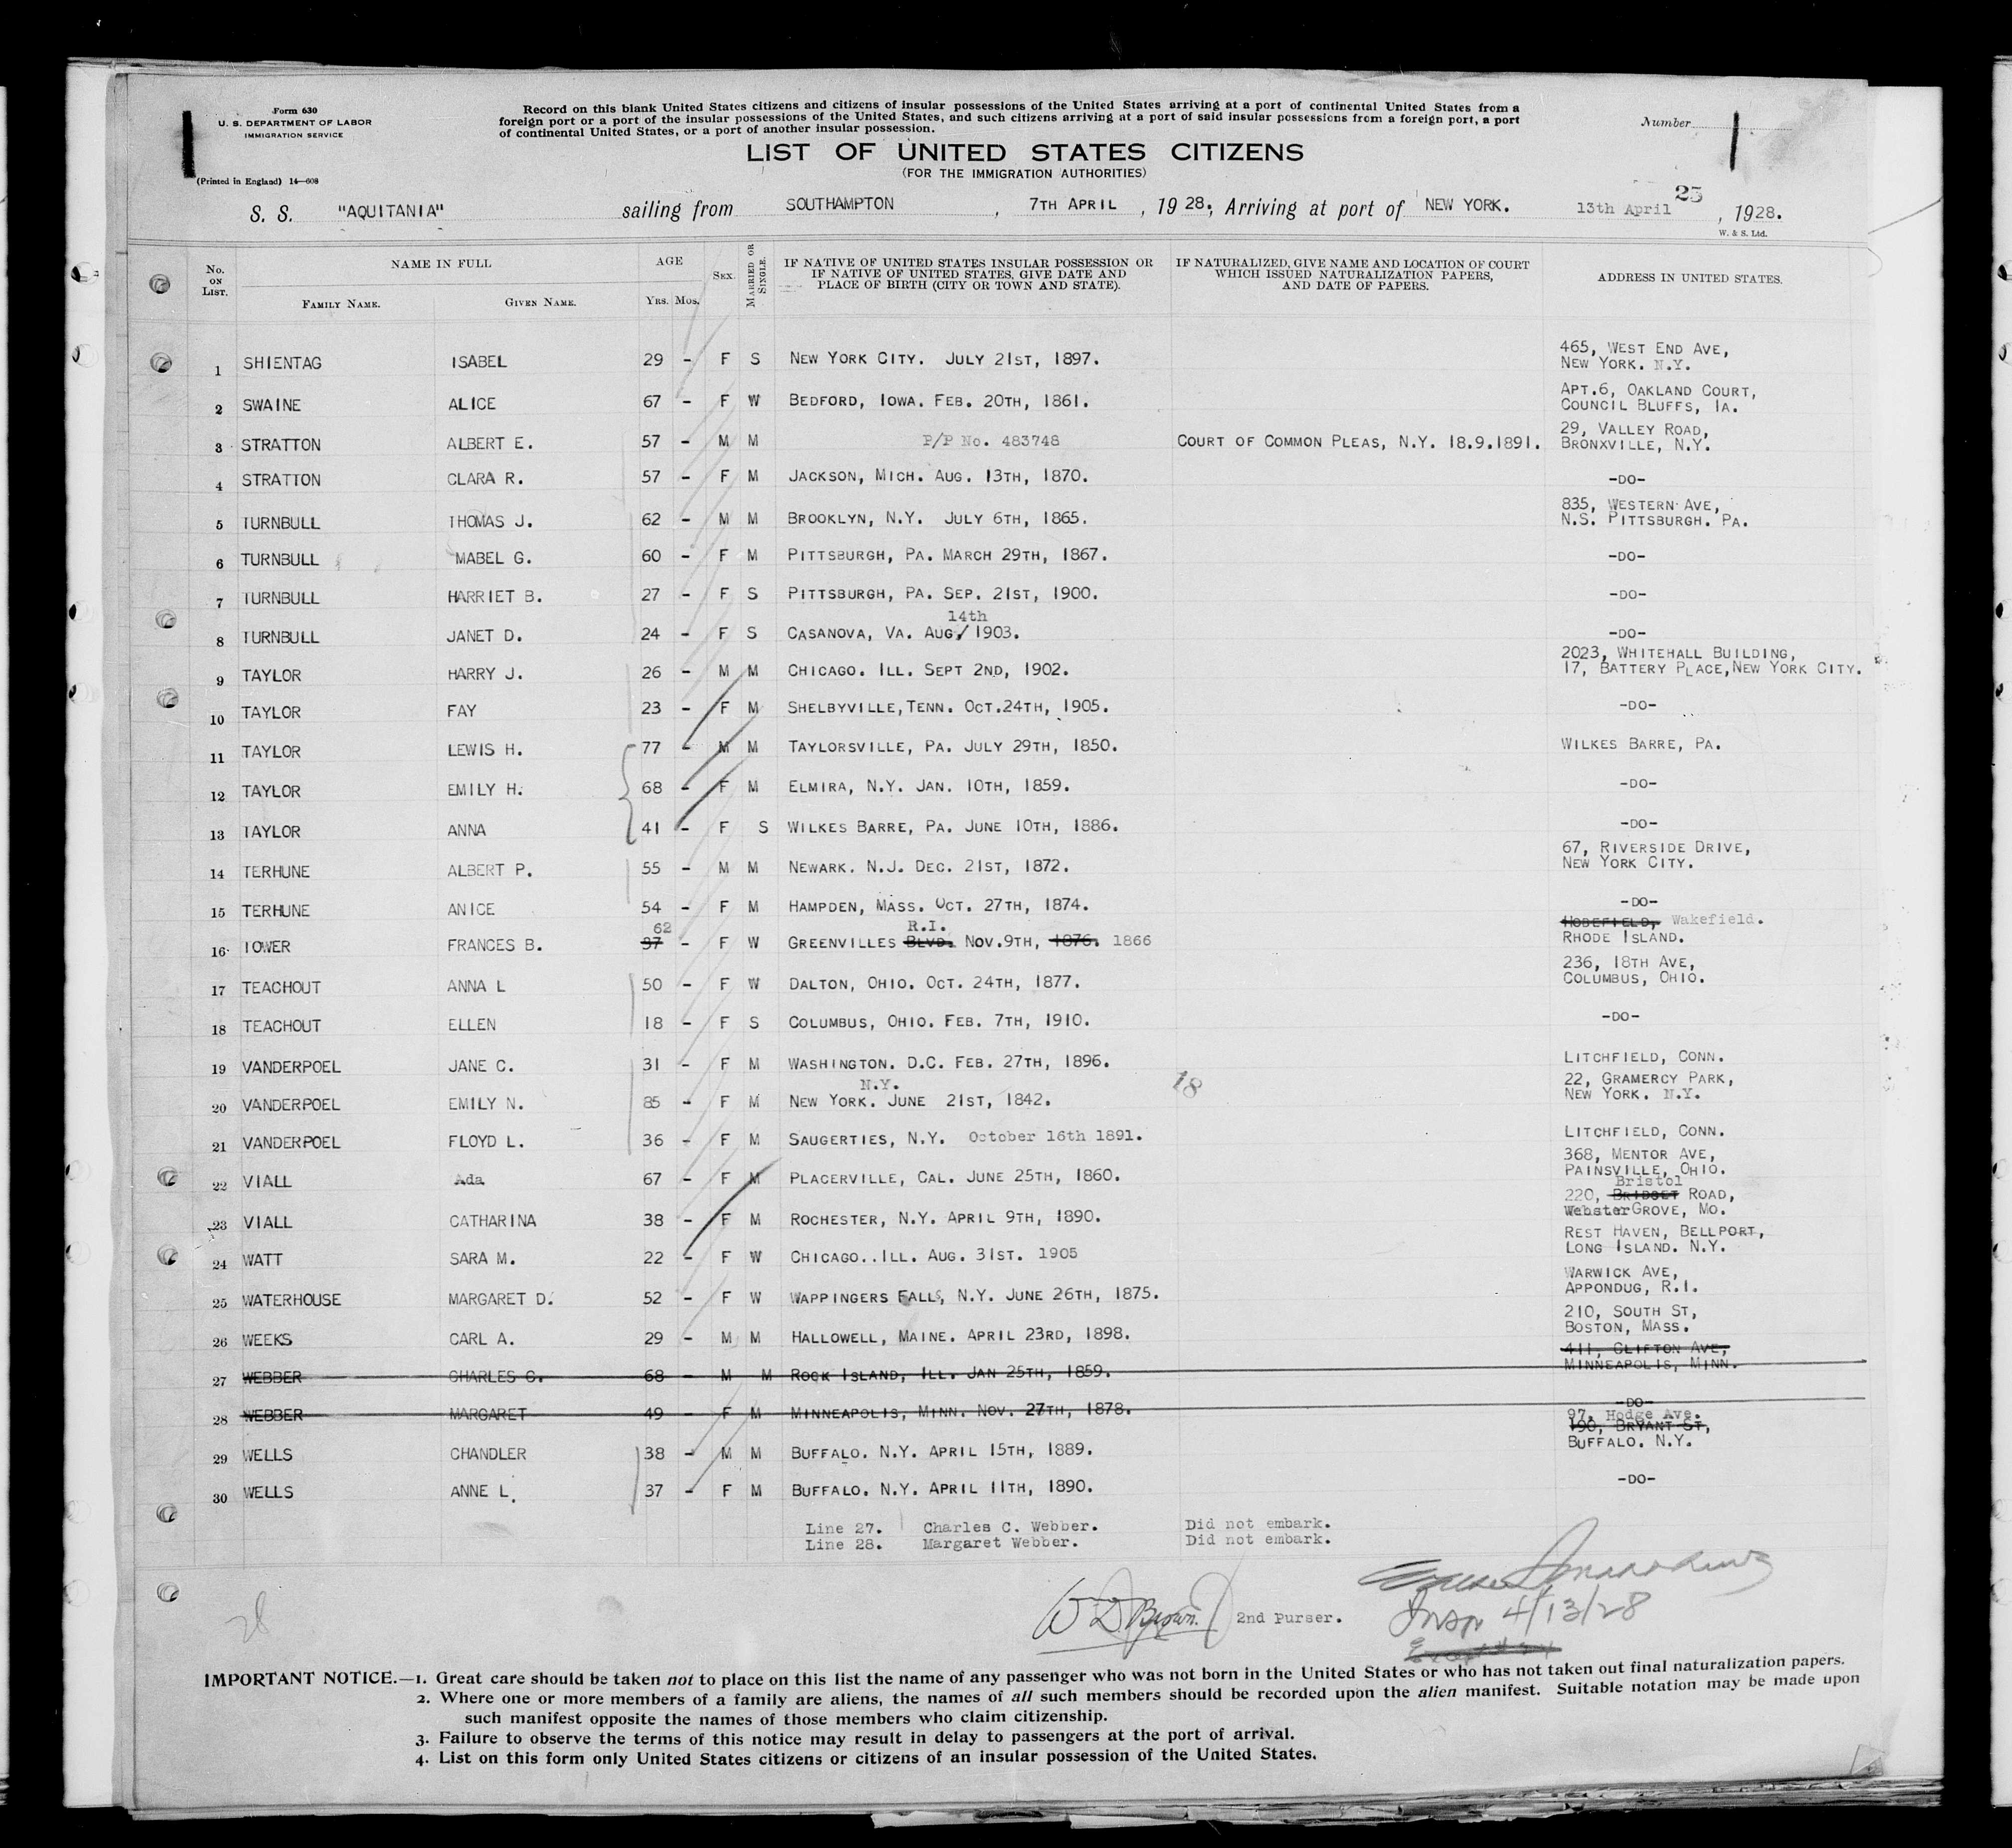 Form 630
U. S. DEPARTMENT OF LABOR
IMMIGRATION SERVICE
(Printed in England) 14—608
Record on this blank United States citizens and citizens of insular possessions of the United States arriving at a port of continental United States from a
foreign port or a port of the insular possessions of the United States, and such citizens arriving at a port of said insular possessions from a foreign port, a port
of continental United States, or a port of another insular possession.
Number
LIST OF UNITED STATES CITIZENS
(FOR THE IMMIGRATION AUTHORITIES)
S. S. "AQUITANIA" sailing from SOUTHAMPTON, 7TH APRIL, 1928., Arriving at port of NEW YORK. 13th April 23, 1928.
W. & S. Ltd.
No. ON LIST. NAME IN FULL AGE SEX. MARRIED OR SINGLE. IF NATIVE OF UNITED STATES INSULAR POSSESSION OR IF NATIVE OF UNITED STATES, GIVE DATE AND PLACE OF BIRTH (CITY OR TOWN AND STATE). IF NATURALIZED, GIVE NAME AND LOCATION OF COURT WHICH ISSUED NATURALIZATION PAPERS, AND DATE OF PAPERS. ADDRESS IN UNITED STATES.
FAMILY NAME. GIVEN NAME. YRS. MOS.
1 SHIENTAG ISABEL 29 - F S NEW YORK CITY. JULY 21ST, 1897. 465, WEST END AVE, NEW YORK. N.Y.
2 SWAINE ALICE 67 - F W BEDFORD, IOWA. FEB. 20TH, 1861. APT.6, OAKLAND COURT, COUNCIL BLUFFS, IA.
3 STRATTON ALBERT E. 57 - M M P/P No. 483748 COURT OF COMMON PLEAS, N.Y. 18.9.1891. 29, VALLEY ROAD, BRONXVILLE, N.Y.
4 STRATTON CLARA R. 57 - F M JACKSON, MICH. AUG. 13TH, 1870. -DO-
5 TURNBULL THOMAS J. 62 - M M BROOKLYN, N.Y. JULY 6TH, 1865. 835, WESTERN AVE, N.S. PITTSBURGH. PA.
6 TURNBULL MABEL G. 60 - F M PITTSBURGH, PA. MARCH 29TH, 1867. -DO-
7 TURNBULL HARRIET B. 27 - F S PITTSBURGH, PA. SEP. 21ST, 1900. -DO-
14th
8 TURNBULL JANET D. 24 - F S CASANOVA, VA. AUG./ 1903. -DO-
9 TAYLOR HARRY J. 26 - M M CHICAGO. ILL. SEPT 2ND, 1902. 2023, WHITEHALL BUILDING, 17, BATTERY PLACE, NEW YORK CITY.
10 TAYLOR FAY 23 - F M SHELBYVILLE, TENN. OCT.24TH, 1905. -DO-
11 TAYLOR LEWIS H. 77 - M M TAYLORSVILLE, PA. JULY 29TH, 1850. WILKES BARRE, PA.
12 TAYLOR EMILY H. 68 - F M ELMIRA, N.Y. JAN. 10TH, 1859. -DO-
13 TAYLOR ANNA 41 - F S WILKES BARRE, PA. JUNE 10TH, 1886. -DO-
14 TERHUNE ALBERT P. 55 - M M NEWARK. N.J. DEC. 21ST, 1872. 67, RIVERSIDE DRIVE, NEW YORK CITY.
15 TERHUNE ANICE 54 - F M HAMPDEN, MASS. OCT. 27TH, 1874. -DO-
62 R.I.
16 TOWER FRANCES B. 37 - F W GREENVILLES BLVD. NOV.9TH, 1876. 1866 HOBEFIELD, Wakefield. RHODE ISLAND.
17 TEACHOUT ANNA L 50 - F W DALTON, OHIO. OCT. 24TH, 1877. 236, 18TH AVE, COLUMBUS, OHIO.
18 TEACHOUT ELLEN 18 - F S COLUMBUS, OHIO. FEB. 7TH, 1910. -DO-
19 VANDERPOEL JANE C. 31 - F M WASHINGTON. D.C. FEB. 27TH, 1896. LITCHFIELD, CONN.
N.Y. 18
20 VANDERPOEL EMILY N. 85 - F M NEW YORK. JUNE 21ST, 1842. 22, GRAMERCY PARK, NEW YORK. N.Y.
21 VANDERPOEL FLOYD L. 36 - F M SAUGERTIES, N.Y. October 16th 1891. LITCHFIELD, CONN.
22 VIALL Ada 67 - F M PLACERVILLE, CAL. JUNE 25TH, 1860. 368, MENTOR AVE, PAINSVILLE, OHIO.
Bristol
23 VIALL CATHARINA 38 - F M ROCHESTER, N.Y. APRIL 9TH, 1890. 220, BRIDGET ROAD, Webster GROVE, MO.
24 WATT SARA M. 22 - F W CHICAGO..ILL. AUG. 31ST. 1905 REST HAVEN, BELLPORT, LONG ISLAND. N.Y.
25 WATERHOUSE MARGARET D. 52 - F W WAPPINGERS FALLS, N.Y. JUNE 26TH, 1875. WARWICK AVE, APPONDUG, R.I.
26 WEEKS CARL A. 29 - M M HALLOWELL, MAINE. APRIL 23RD, 1898. 210, SOUTH ST, BOSTON, MASS.
27 WEBBER CHARLES C. 68 - M M ROCK ISLAND, ILL. JAN 25TH, 1859. 411, CLIFTON AVE, MINNEAPOLIS, MINN.
28 WEBBER MARGARET 49 - F M MINNEAPOLIS, MINN. NOV. 27TH, 1878. -DO-
97, Hodge Ave.
29 WELLS CHANDLER 38 - M M BUFFALO. N.Y. APRIL 15TH, 1889. 190, BRYANT ST, BUFFALO. N.Y.
30 WELLS ANNE L. 37 - F M BUFFALO. N.Y. APRIL 11TH, 1890. -DO-
Line 27. Charles C. Webber. Did not embark.
Line 28. Margaret Webber. Did not embark.
28
W D Brown. 2nd Purser.
Insp 4/13/28
IMPORTANT NOTICE.—1. Great care should be taken not to place on this list the name of any passenger who was not born in the United States or who has not taken out final naturalization papers.
2. Where one or more members of a family are aliens, the names of all such members should be recorded upon the alien manifest. Suitable notation may be made upon
such manifest opposite the names of those members who claim citizenship.
3. Failure to observe the terms of this notice may result in delay to passengers at the port of arrival.
4. List on this form only United States citizens or citizens of an insular possession of the United States.